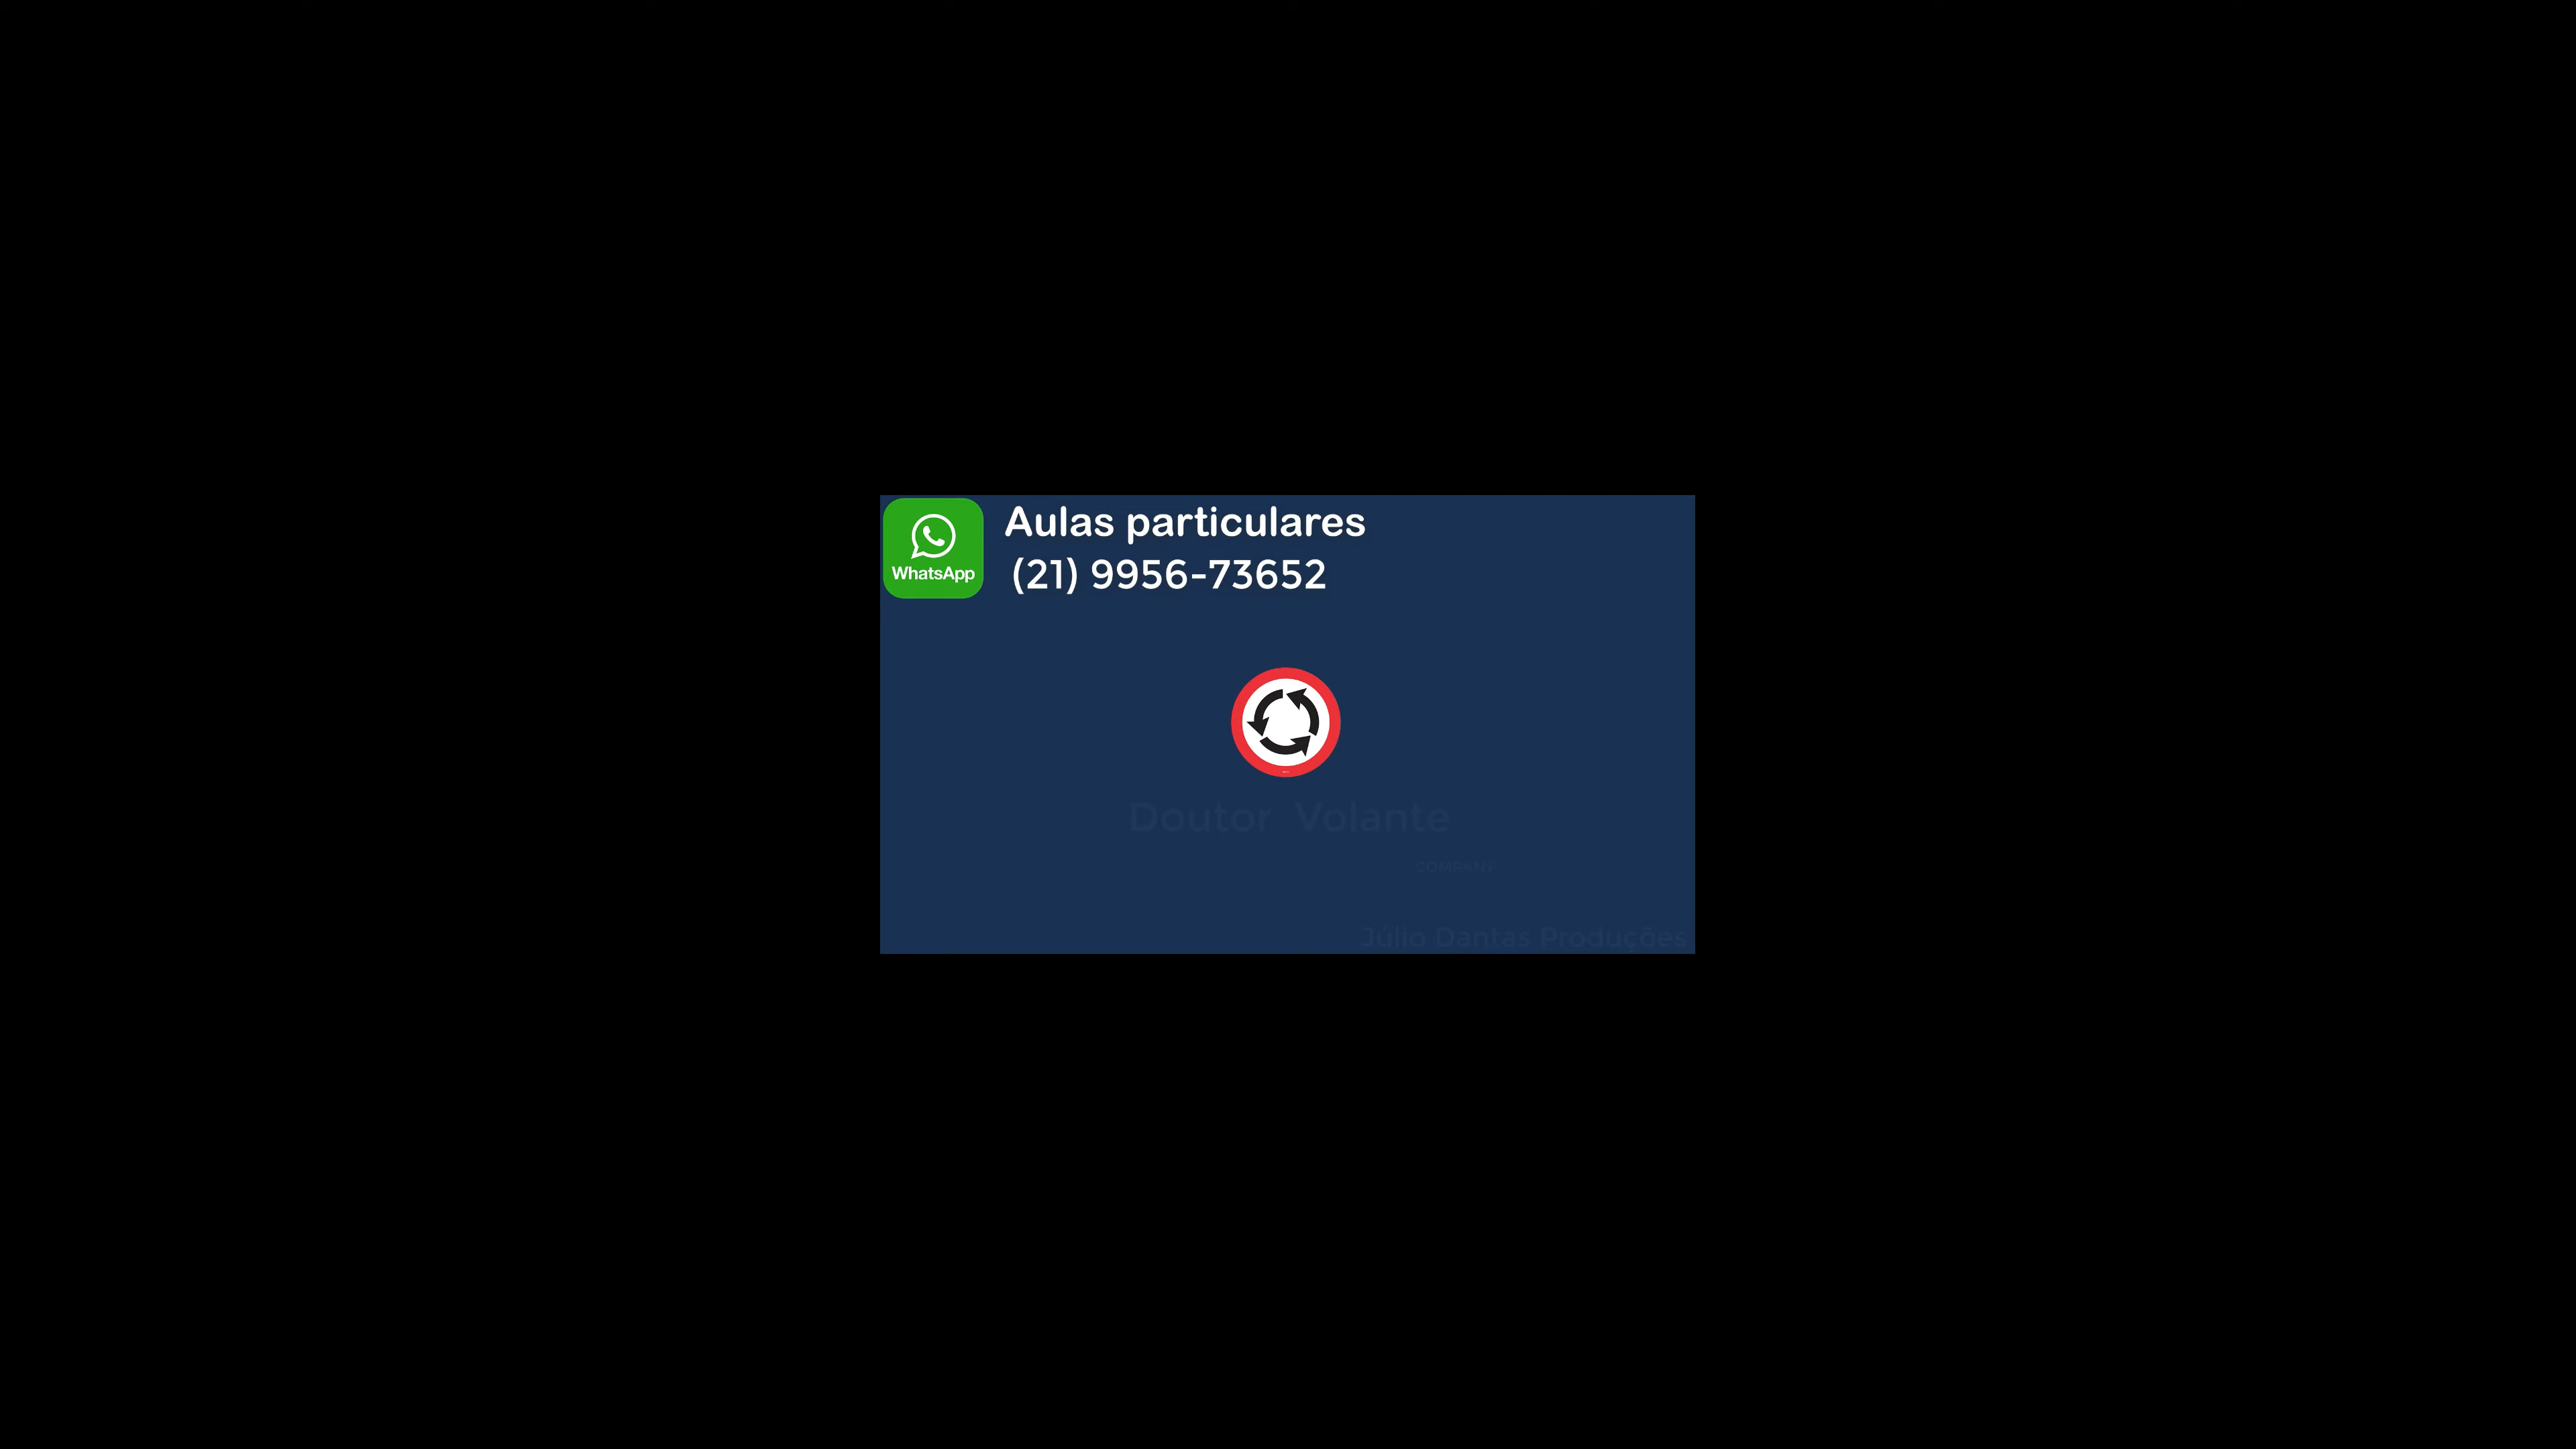 Aulas particulares
WhatsApp
(21) 9956-73652
Doutor Volante
COMPANY
Júlio Dantas Produções